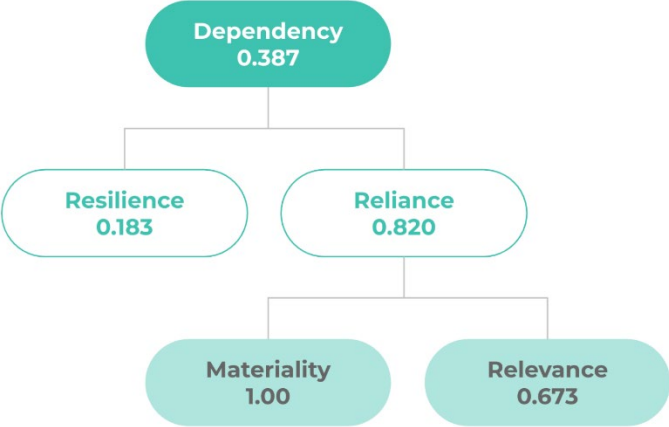 Dependency
0.387
Resilience
0.183
Reliance
0.820
Materiality
1.00
Relevance
0.673